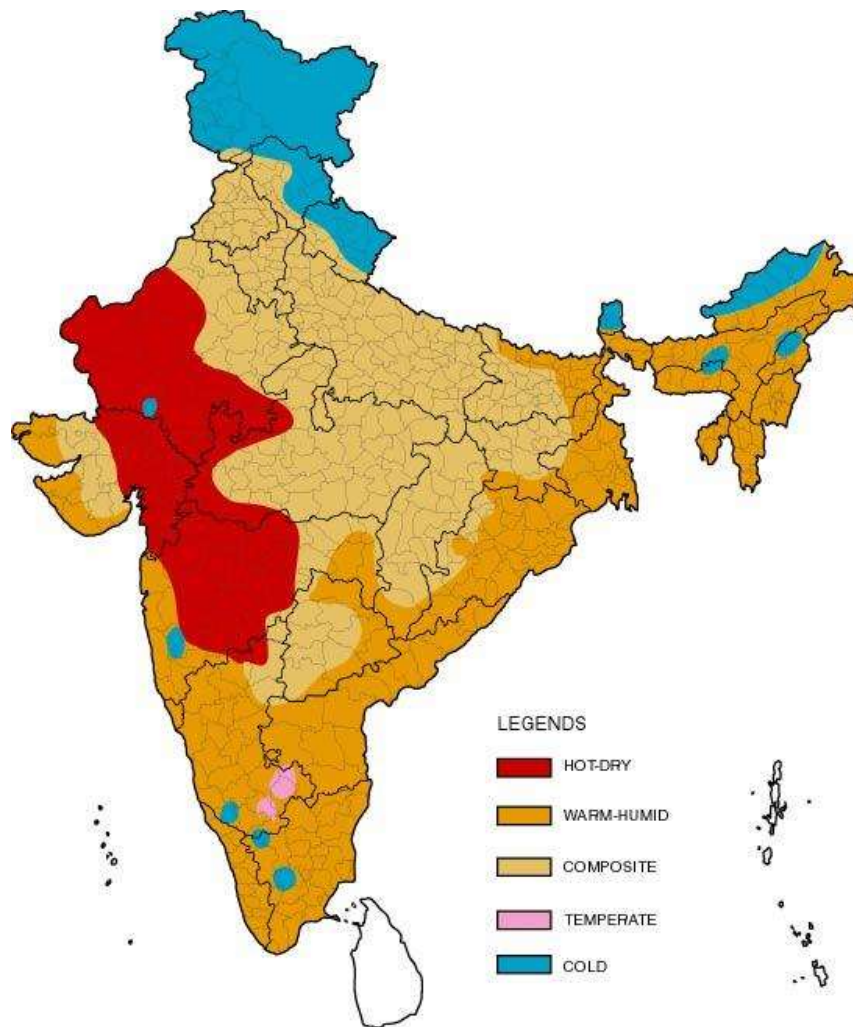 LEGENDS
HOT-DRY
WARM-HUMID
COMPOSITE
TEMPERATE
COLD